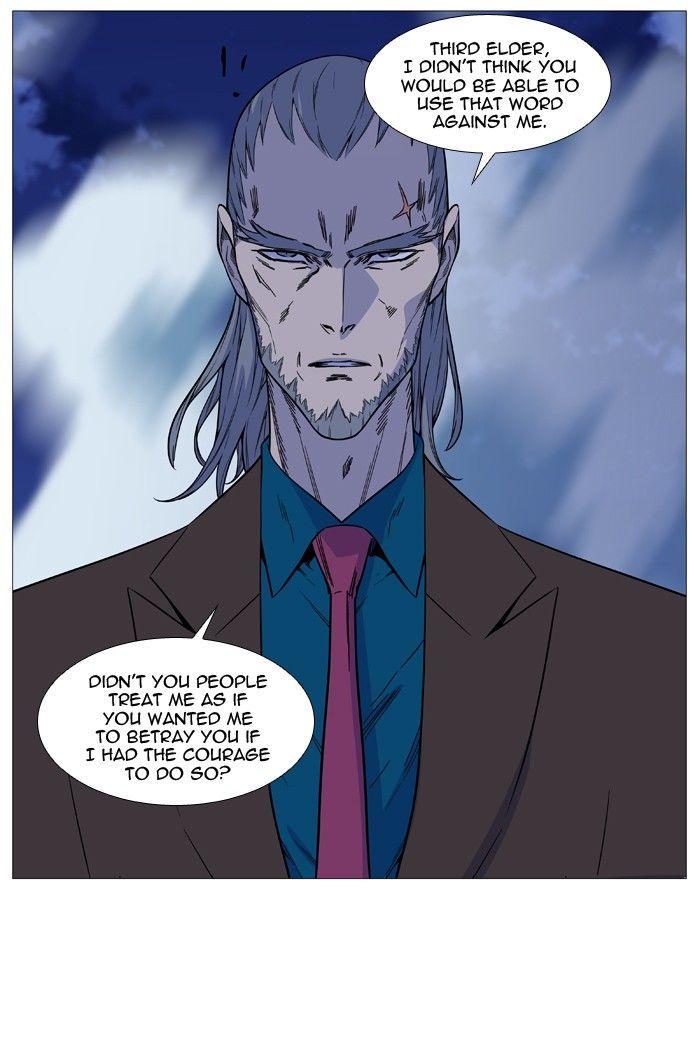 THIRD ELDER,
I DIDN'T THINK YOU
WOULD BE ABLE TO
USE THAT WORD
AGAINST ME.
DIDN'T YOU PEOPLE
TREAT ME AS IF
YOU WANTED ME
TO BETRAY YOU IF
I HAD THE COURAGE
TO DO SO?